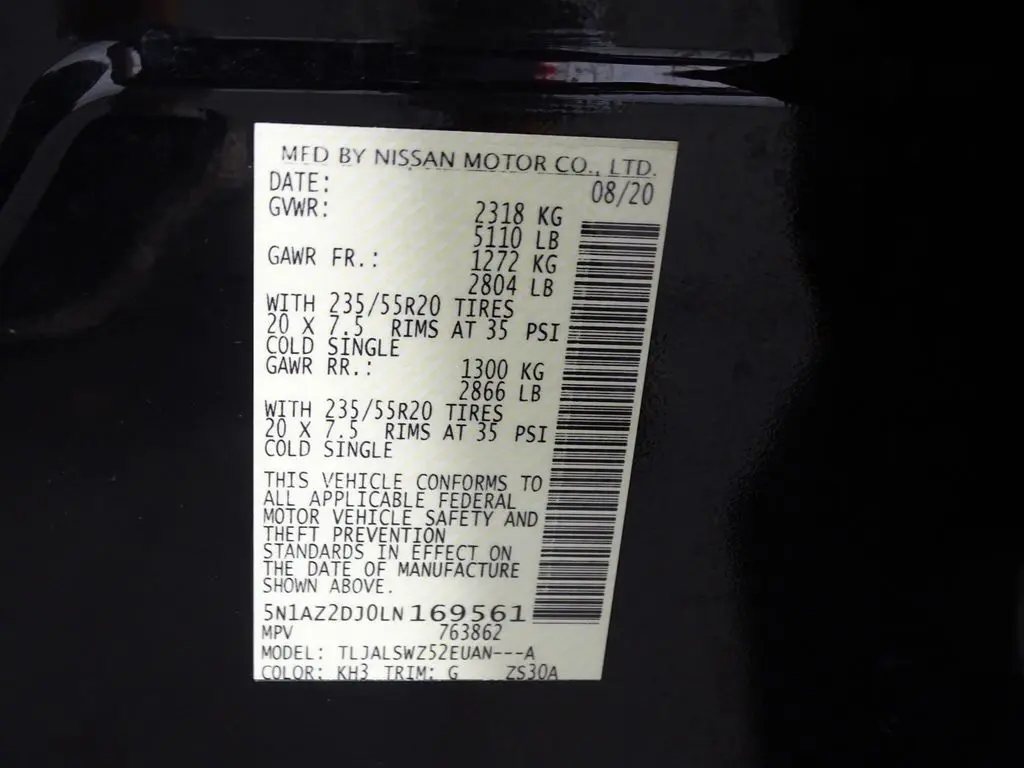 MFD BY NISSAN MOTOR CO., LTD.
DATE: 08/20
GVWR: 2318 KG
5110 LB
GAWR FR.: 1272 KG
2804 LB
WITH 235/55R20 TIRES
20 X 7.5 RIMS AT 35 PSI
COLD SINGLE
GAWR RR.: 1300 KG
2866 LB
WITH 235/55R20 TIRES
20 X 7.5 RIMS AT 35 PSI
COLD SINGLE
THIS VEHICLE CONFORMS TO
ALL APPLICABLE FEDERAL
MOTOR VEHICLE SAFETY AND
THEFT PREVENTION
STANDARDS IN EFFECT ON
THE DATE OF MANUFACTURE
SHOWN ABOVE.
5N1AZ2DJ0LN169561
MPV 763862
MODEL: TLJALSWZ52EUAN---A
COLOR: KH3 TRIM: G ZS30A